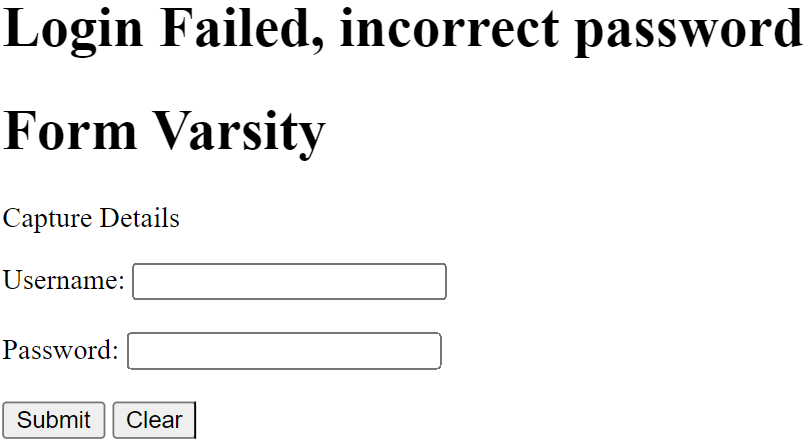 Login Failed, incorrect password
Form Varsity
Capture Details
Username:
Password:
Submit Clear